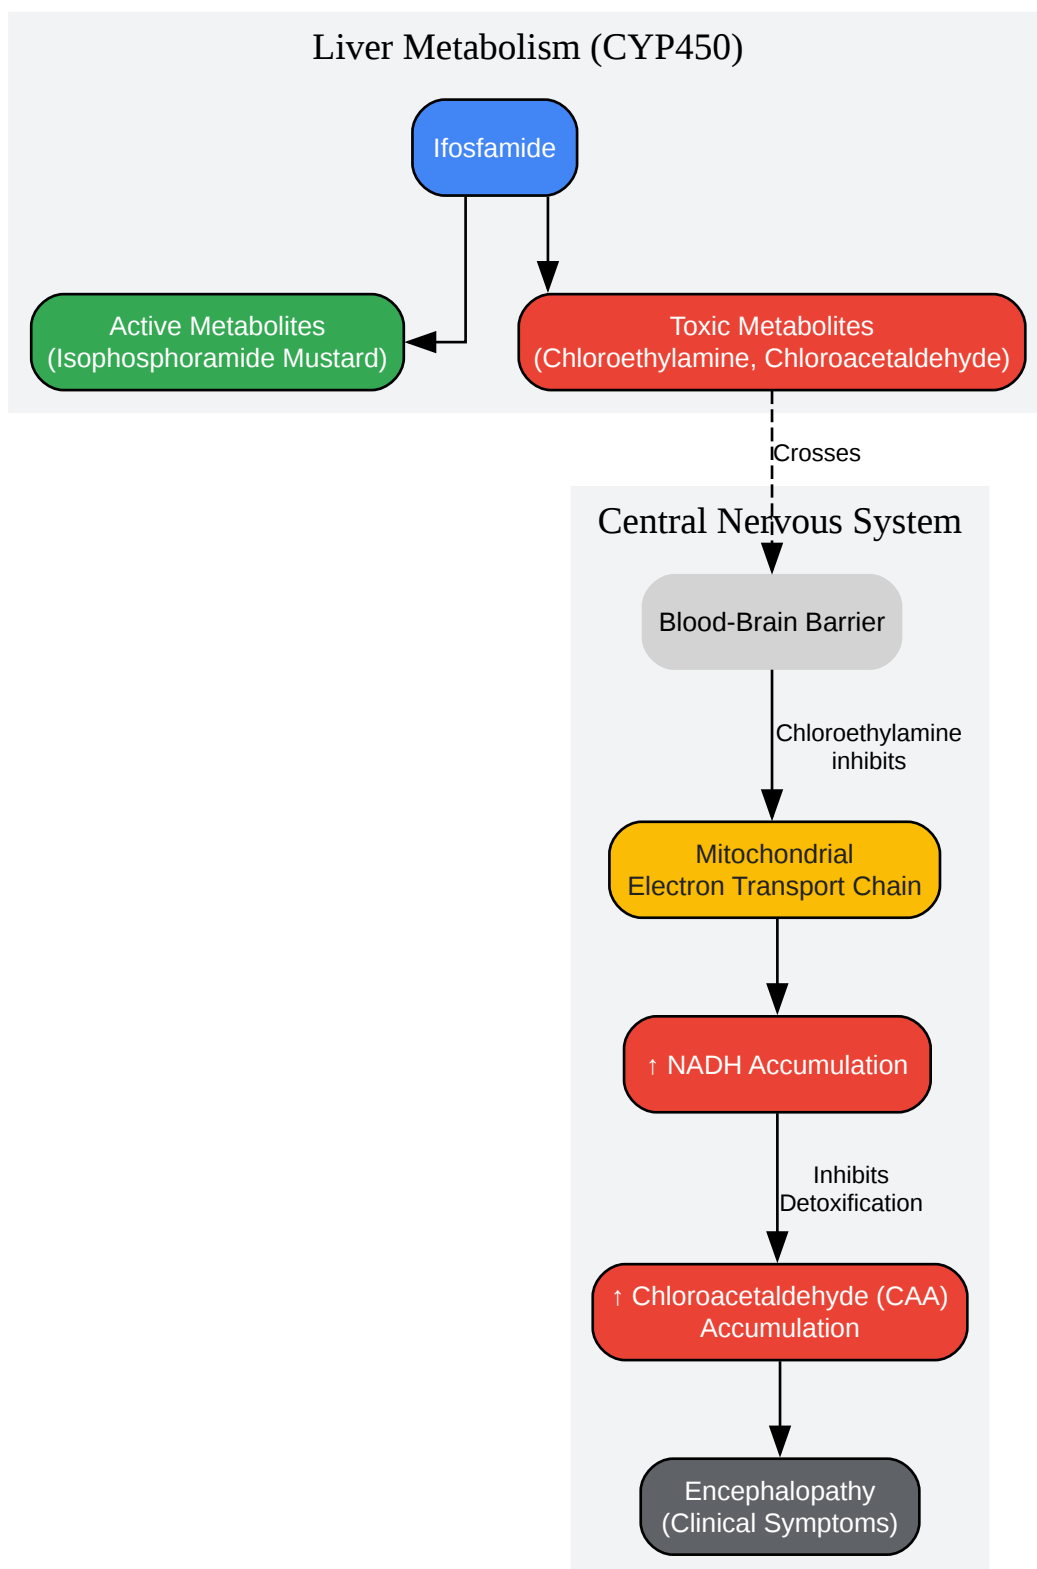 Liver Metabolism (CYP450)
Ifosfamide
Active Metabolites
(Isophosphoramide Mustard)
Toxic Metabolites
(Chloroethylamine, Chloroacetaldehyde)
Crosses
Central Nervous System
Blood-Brain Barrier
Chloroethylamine
inhibits
Mitochondrial
Electron Transport Chain
↑ NADH Accumulation
Inhibits
Detoxification
↑ Chloroacetaldehyde (CAA)
Accumulation
Encephalopathy
(Clinical Symptoms)